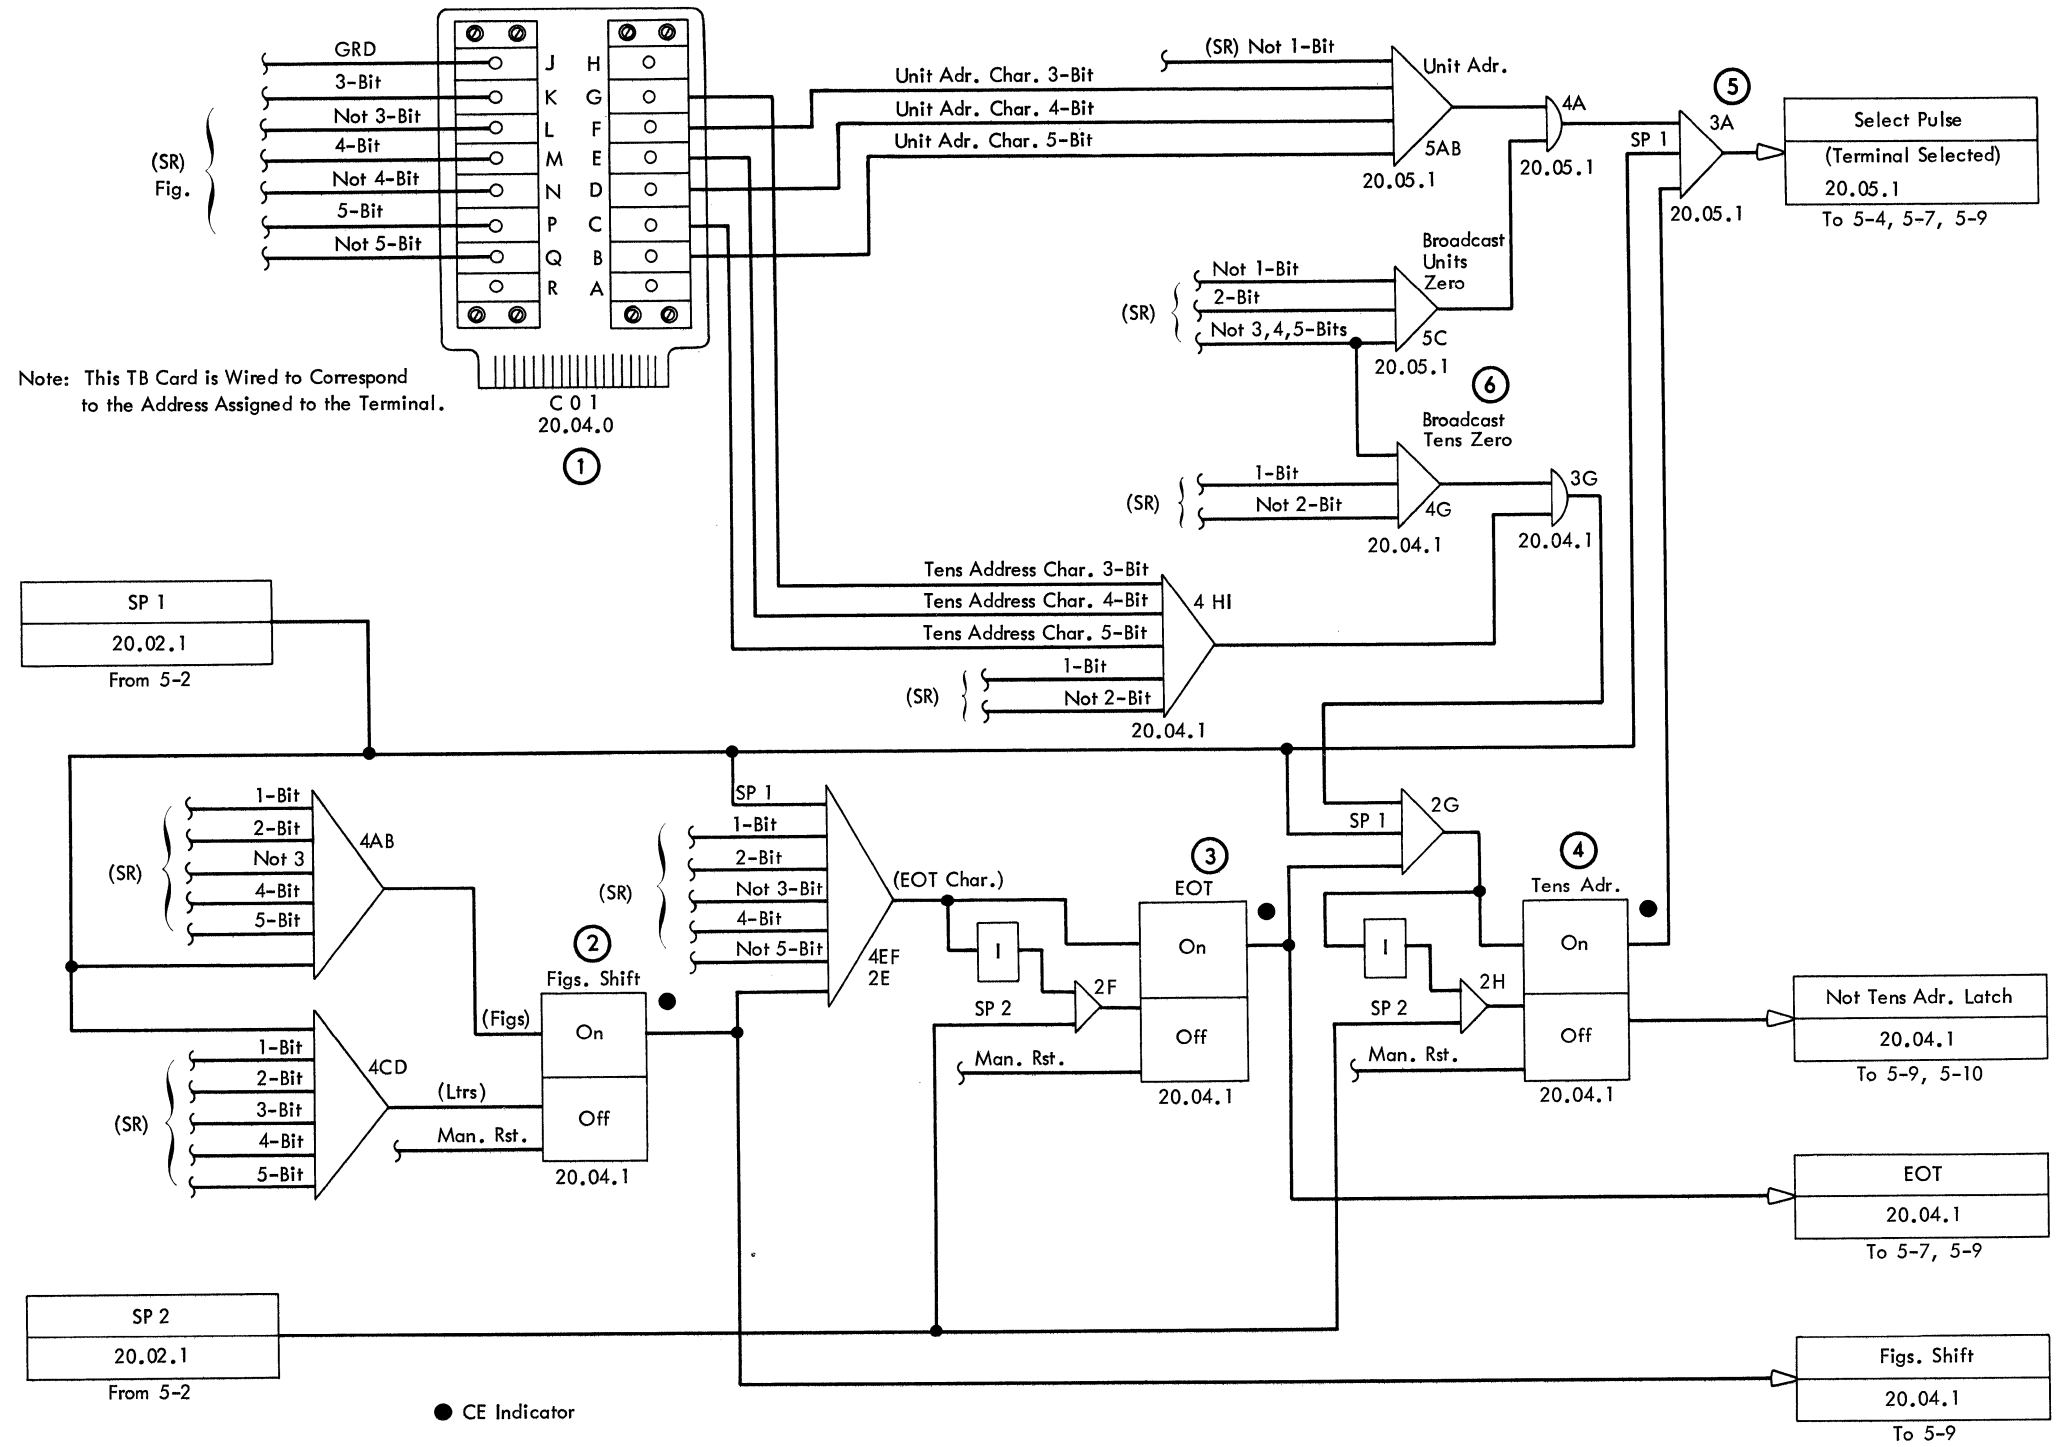 GRD
3-Bit
Not 3-Bit
4-Bit
Not 4-Bit
5-Bit
Not 5-Bit
(SR)
Fig.
J H
K G
L F
M E
N D
P C
Q B
R A
C 0 1
20.04.0
1
Note: This TB Card is Wired to Correspond
to the Address Assigned to the Terminal.
(SR) Not 1-Bit
Unit Adr. Char. 3-Bit
Unit Adr. Char. 4-Bit
Unit Adr. Char. 5-Bit
Unit Adr.
5AB
20.05.1
4A
20.05.1
5
SP 1
3A
20.05.1
Select Pulse
(Terminal Selected)
20.05.1
To 5-4, 5-7, 5-9
(SR)
Not 1-Bit
2-Bit
Not 3,4,5-Bits
Broadcast
Units
Zero
5C
20.05.1
6
Broadcast
Tens Zero
(SR)
1-Bit
Not 2-Bit
4G
20.04.1
3G
20.04.1
Tens Address Char. 3-Bit
Tens Address Char. 4-Bit
Tens Address Char. 5-Bit
(SR)
1-Bit
Not 2-Bit
4 HI
20.04.1
SP 1
20.02.1
From 5-2
(SR)
1-Bit
2-Bit
Not 3
4-Bit
5-Bit
4AB
(SR)
1-Bit
2-Bit
3-Bit
4-Bit
5-Bit
4CD
(Figs)
(Ltrs)
Man. Rst.
2
Figs. Shift
On
Off
20.04.1
SP 1
(SR)
1-Bit
2-Bit
Not 3-Bit
4-Bit
Not 5-Bit
4EF
2E
(EOT Char.)
I
SP 2
2F
Man. Rst.
3
EOT
On
Off
20.04.1
SP 1
2G
I
SP 2
2H
Man. Rst.
4
Tens Adr.
On
Off
20.04.1
Not Tens Adr. Latch
20.04.1
To 5-9, 5-10
EOT
20.04.1
To 5-7, 5-9
SP 2
20.02.1
From 5-2
Figs. Shift
20.04.1
To 5-9
CE Indicator